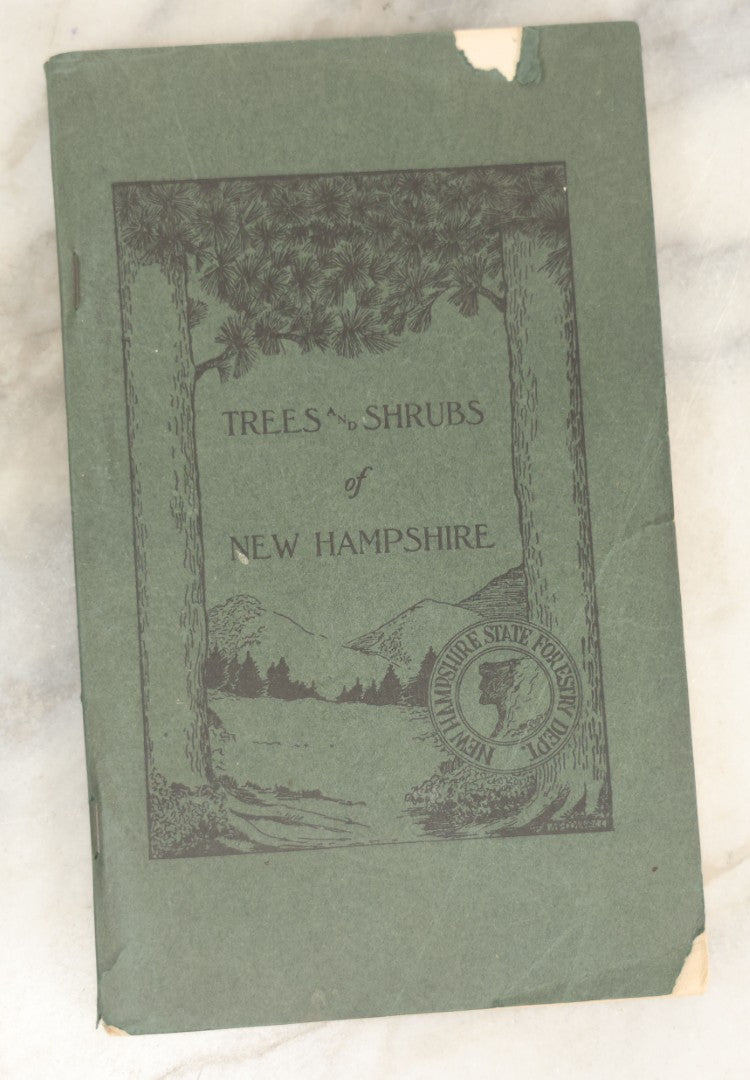 TREES AND SHRUBS
of
NEW HAMPSHIRE
NEW HAMPSHIRE STATE FORESTRY DEPT.